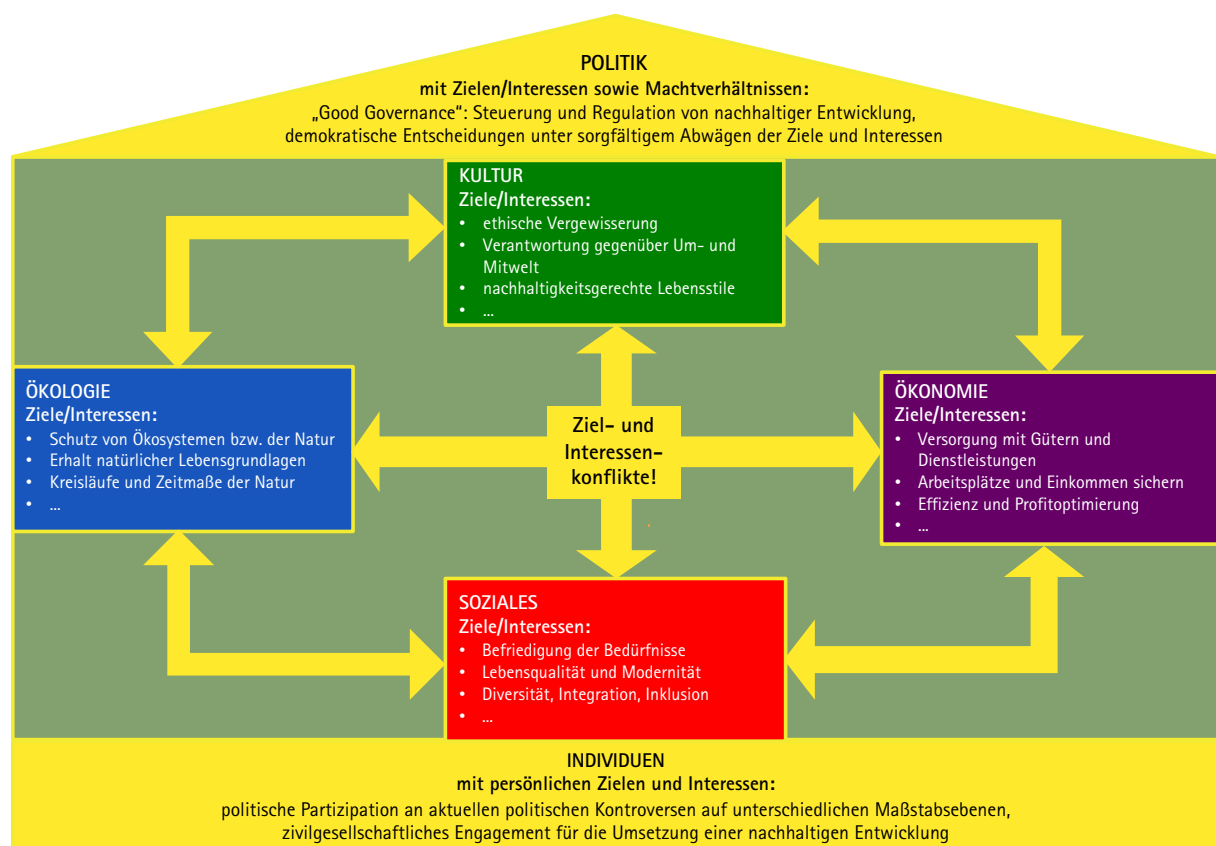 POLITIK
mit Zielen/Interessen sowie Machtverhältnissen:
„Good Governance“: Steuerung und Regulation von nachhaltiger Entwicklung,
demokratische Entscheidungen unter sorgfältigem Abwägen der Ziele und Interessen
KULTUR
Ziele/Interessen:
• ethische Vergewisserung
• Verantwortung gegenüber Um- und
Mitwelt
• nachhaltigkeitsgerechte Lebensstile
• ...
ÖKOLOGIE
Ziele/Interessen:
• Schutz von Ökosystemen bzw. der Natur
• Erhalt natürlicher Lebensgrundlagen
• Kreisläufe und Zeitmaße der Natur
• ...
Ziel- und
Interessen-
konflikte!
ÖKONOMIE
Ziele/Interessen:
• Versorgung mit Gütern und
Dienstleistungen
• Arbeitsplätze und Einkommen sichern
• Effizienz und Profitoptimierung
• ...
SOZIALES
Ziele/Interessen:
• Befriedigung der Bedürfnisse
• Lebensqualität und Modernität
• Diversität, Integration, Inklusion
• ...
INDIVIDUEN
mit persönlichen Zielen und Interessen:
politische Partizipation an aktuellen politischen Kontroversen auf unterschiedlichen Maßstabsebenen,
zivilgesellschaftliches Engagement für die Umsetzung einer nachhaltigen Entwicklung